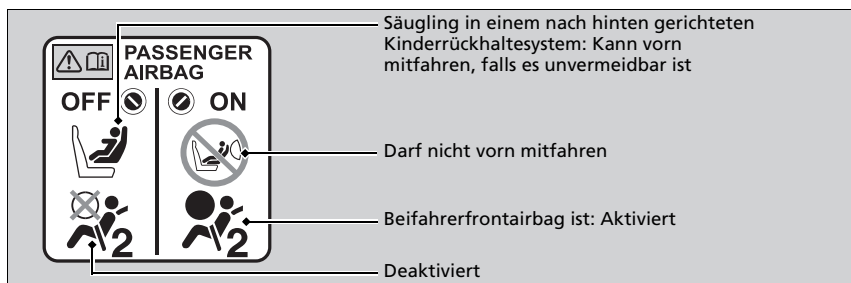 PASSENGER
AIRBAG
OFF ON
2 2
Säugling in einem nach hinten gerichteten
Kinderrückhaltesystem: Kann vorn
mitfahren, falls es unvermeidbar ist
Darf nicht vorn mitfahren
Beifahrerfrontairbag ist: Aktiviert
Deaktiviert